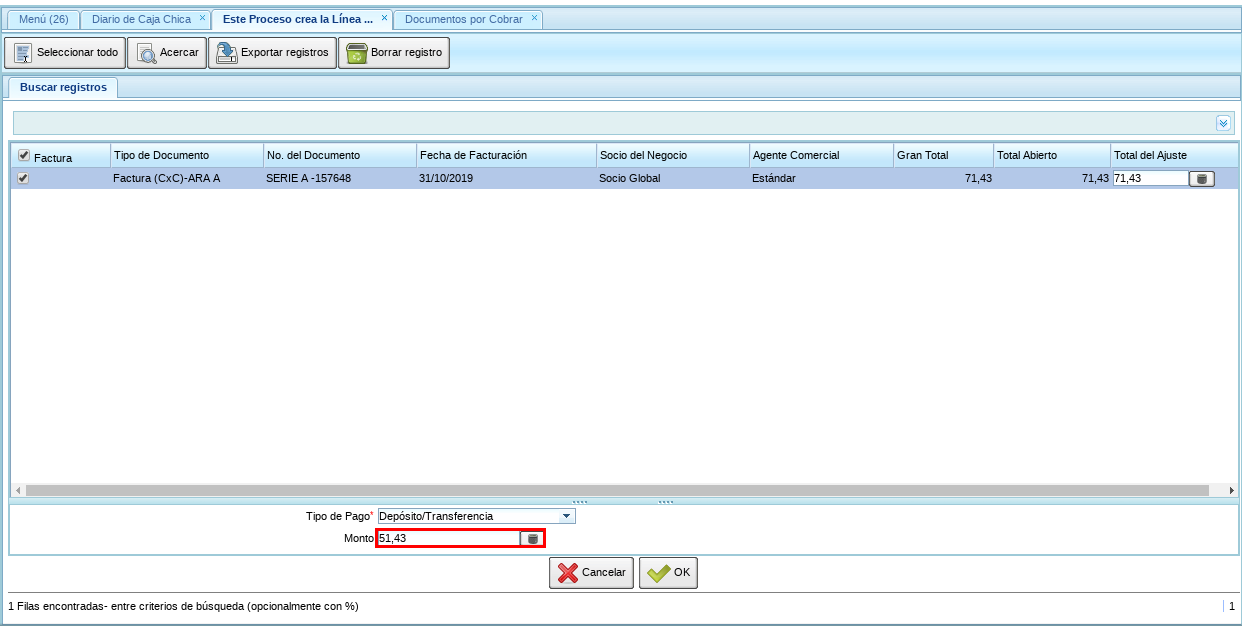 Menú (26) Diario de Caja Chica × Este Proceso crea la Línea ... × Documentos por Cobrar ×
Seleccionar todo Acercar Exportar registros Borrar registro
Buscar registros
Factura Tipo de Documento No. del Documento Fecha de Facturación Socio del Negocio Agente Comercial Gran Total Total Abierto Total del Ajuste
Factura (CxC)-ARA A SERIE A -157648 31/10/2019 Socio Global Estándar 71,43 71,43 71,43
Tipo de Pago* Depósito/Transferencia
Monto 51,43
Cancelar OK
1 Filas encontradas- entre criterios de búsqueda (opcionalmente con %) 1